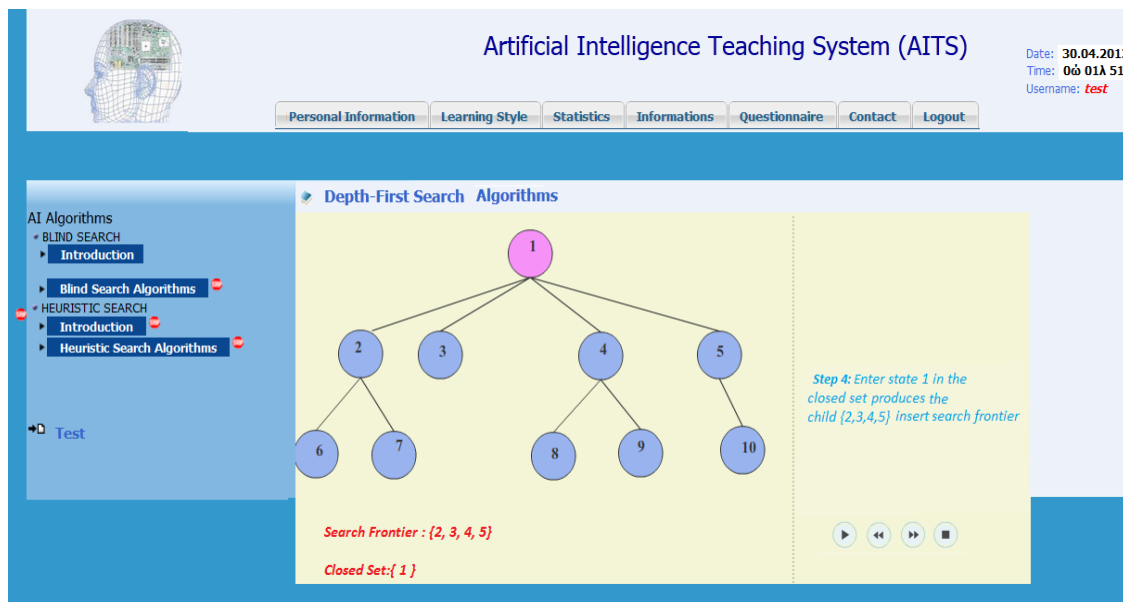 Artificial Intelligence Teaching System (AITS)
Date: 30.04.201
Time: 0ώ 01λ 51
Username: test
Personal Information Learning Style Statistics Informations Questionnaire Contact Logout
Depth-First Search Algorithms
AI Algorithms
BLIND SEARCH
Introduction
Blind Search Algorithms
HEURISTIC SEARCH
Introduction
Heuristic Search Algorithms
Test
1
2 3 4 5
6 7 8 9 10
Step 4: Enter state 1 in the
closed set produces the
child {2,3,4,5} insert search frontier
Search Frontier : {2, 3, 4, 5}
Closed Set:{ 1 }